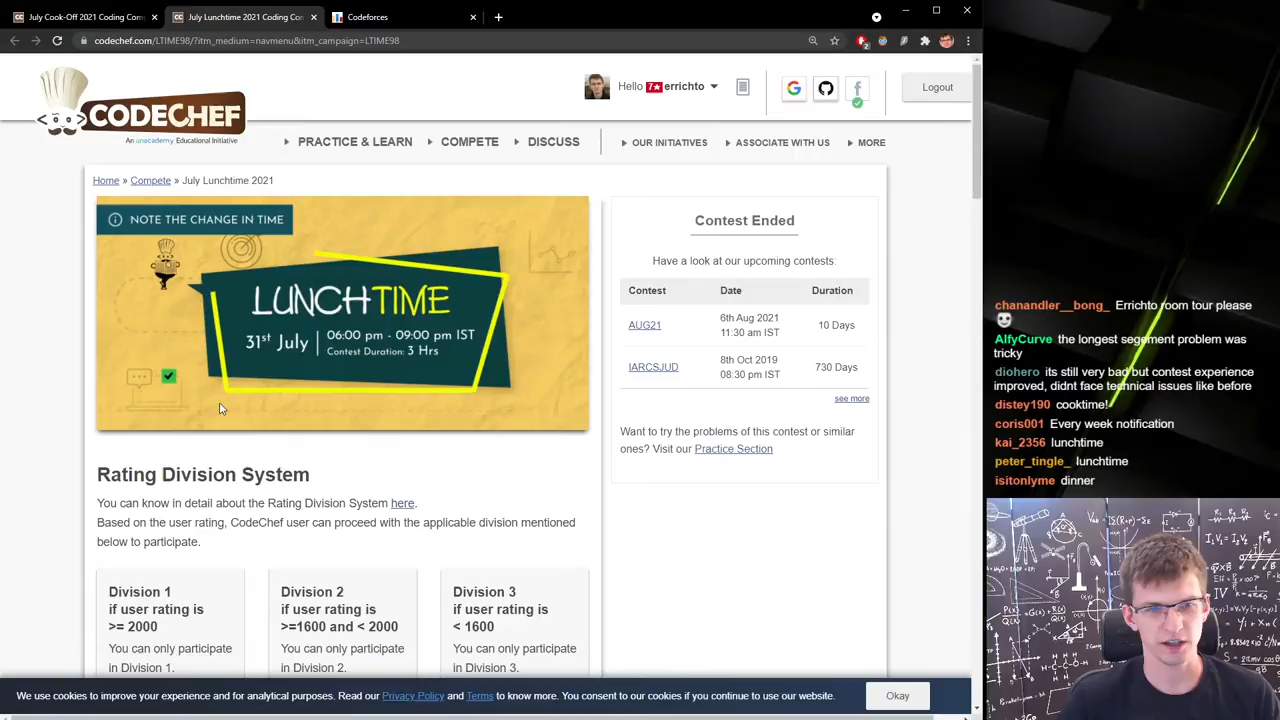 July Cook-Off 2021 Coding Com
July Lunchtime 2021 Coding Con
Codeforces
codechef.com/LTIME98/?itm_medium=navmenu&itm_campaign=LTIME98
CODECHEF
An unacademy Educational Initiative
Hello 7★ errichto
Logout
PRACTICE & LEARN
COMPETE
DISCUSS
OUR INITIATIVES
ASSOCIATE WITH US
MORE
Home » Compete » July Lunchtime 2021
NOTE THE CHANGE IN TIME
LUNCHTIME
31st July
06:00 pm - 09:00 pm IST
Contest Duration: 3 Hrs
Rating Division System
You can know in detail about the Rating Division System here.
Based on the user rating, CodeChef user can proceed with the applicable division mentioned
below to participate.
Division 1
if user rating is
>= 2000
You can only participate
in Division 1.
Division 2
if user rating is
>=1600 and < 2000
You can only participate
in Division 2.
Division 3
if user rating is
< 1600
You can only participate
in Division 3.
Contest Ended
Have a look at our upcoming contests:
Contest Date Duration
AUG21 6th Aug 2021 11:30 am IST 10 Days
IARCSJUD 8th Oct 2019 08:30 pm IST 730 Days
see more
Want to try the problems of this contest or similar
ones? Visit our Practice Section
We use cookies to improve your experience and for analytical purposes. Read our Privacy Policy and Terms to know more. You consent to our cookies if you continue to use our website.
Okay
chanandler__bong_ Errichto room tour please
AlfyCurve the longest segement problem was
tricky
diohero its still very bad but contest experience
improved, didnt face technical issues like before
distey190 cooktime!
coris001 Every week notification
kai_2356 lunchtime
peter_tingle_ lunchtime
isitonlyme dinner